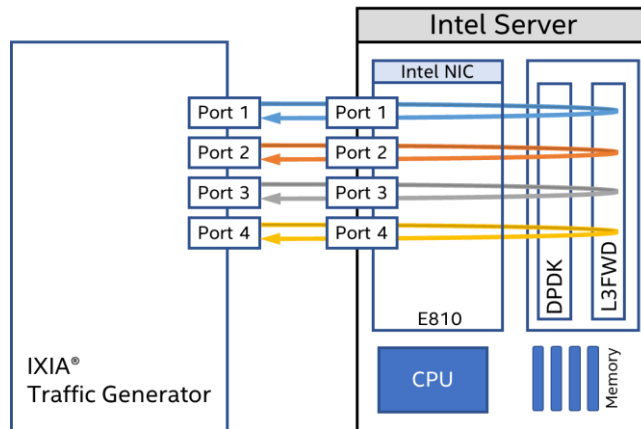 Intel Server
Intel NIC
Port 1
Port 1
Port 2
Port 2
Port 3
Port 3
Port 4
Port 4
DPDK
L3FWD
E810
IXIA®
Traffic Generator
CPU
Memory